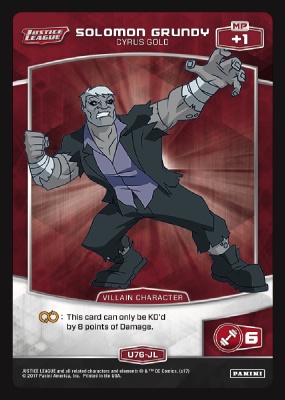 JUSTICE
LEAGUE
SOLOMON GRUNDY
CYRUS GOLD
MP
+1
VILLAIN CHARACTER
: This card can only be KO'd
by 8 points of Damage.
6
U76-JL
JUSTICE LEAGUE and all related characters and elements © & ™ DC Comics. (s17)
© 2017 Panini America, Inc. Printed in the USA.
PANINI